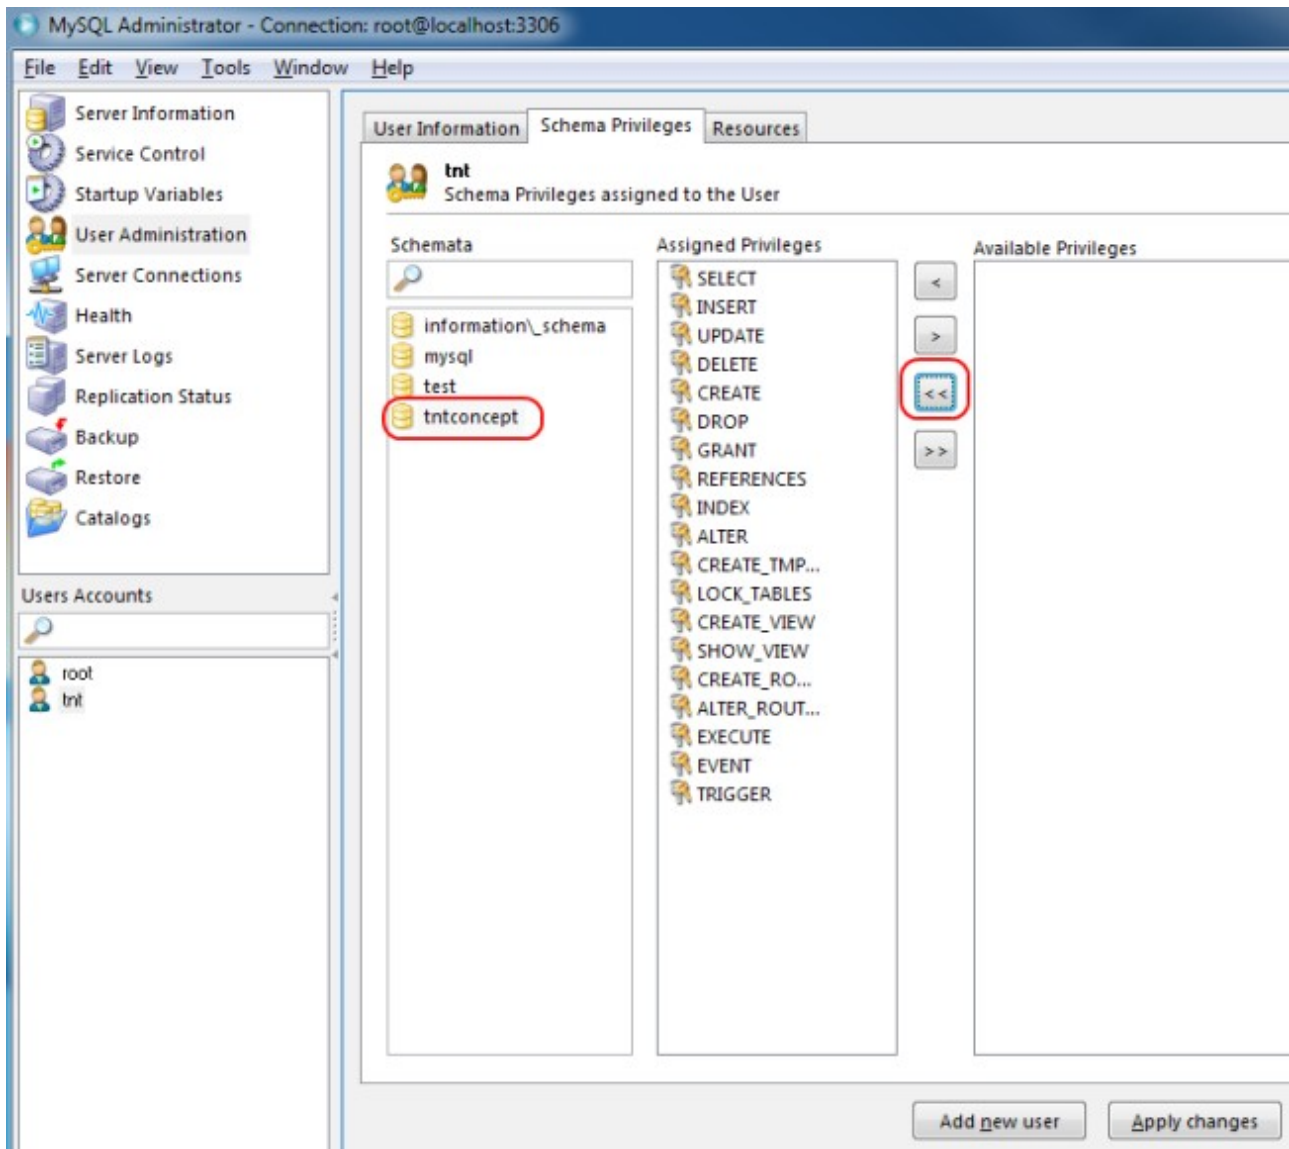 MySQL Administrator - Connection: root@localhost:3306
File Edit View Tools Window Help
Server Information
Service Control
Startup Variables
User Administration
Server Connections
Health
Server Logs
Replication Status
Backup
Restore
Catalogs
Users Accounts
root
tnt
User Information Schema Privileges Resources
tnt
Schema Privileges assigned to the User
Schemata
information\_schema
mysql
test
tntconcept
Assigned Privileges
SELECT
INSERT
UPDATE
DELETE
CREATE
DROP
GRANT
REFERENCES
INDEX
ALTER
CREATE_TMP...
LOCK_TABLES
CREATE_VIEW
SHOW_VIEW
CREATE_RO...
ALTER_ROUT...
EXECUTE
EVENT
TRIGGER
<
>
<<
>>
Available Privileges
Add new user Apply changes